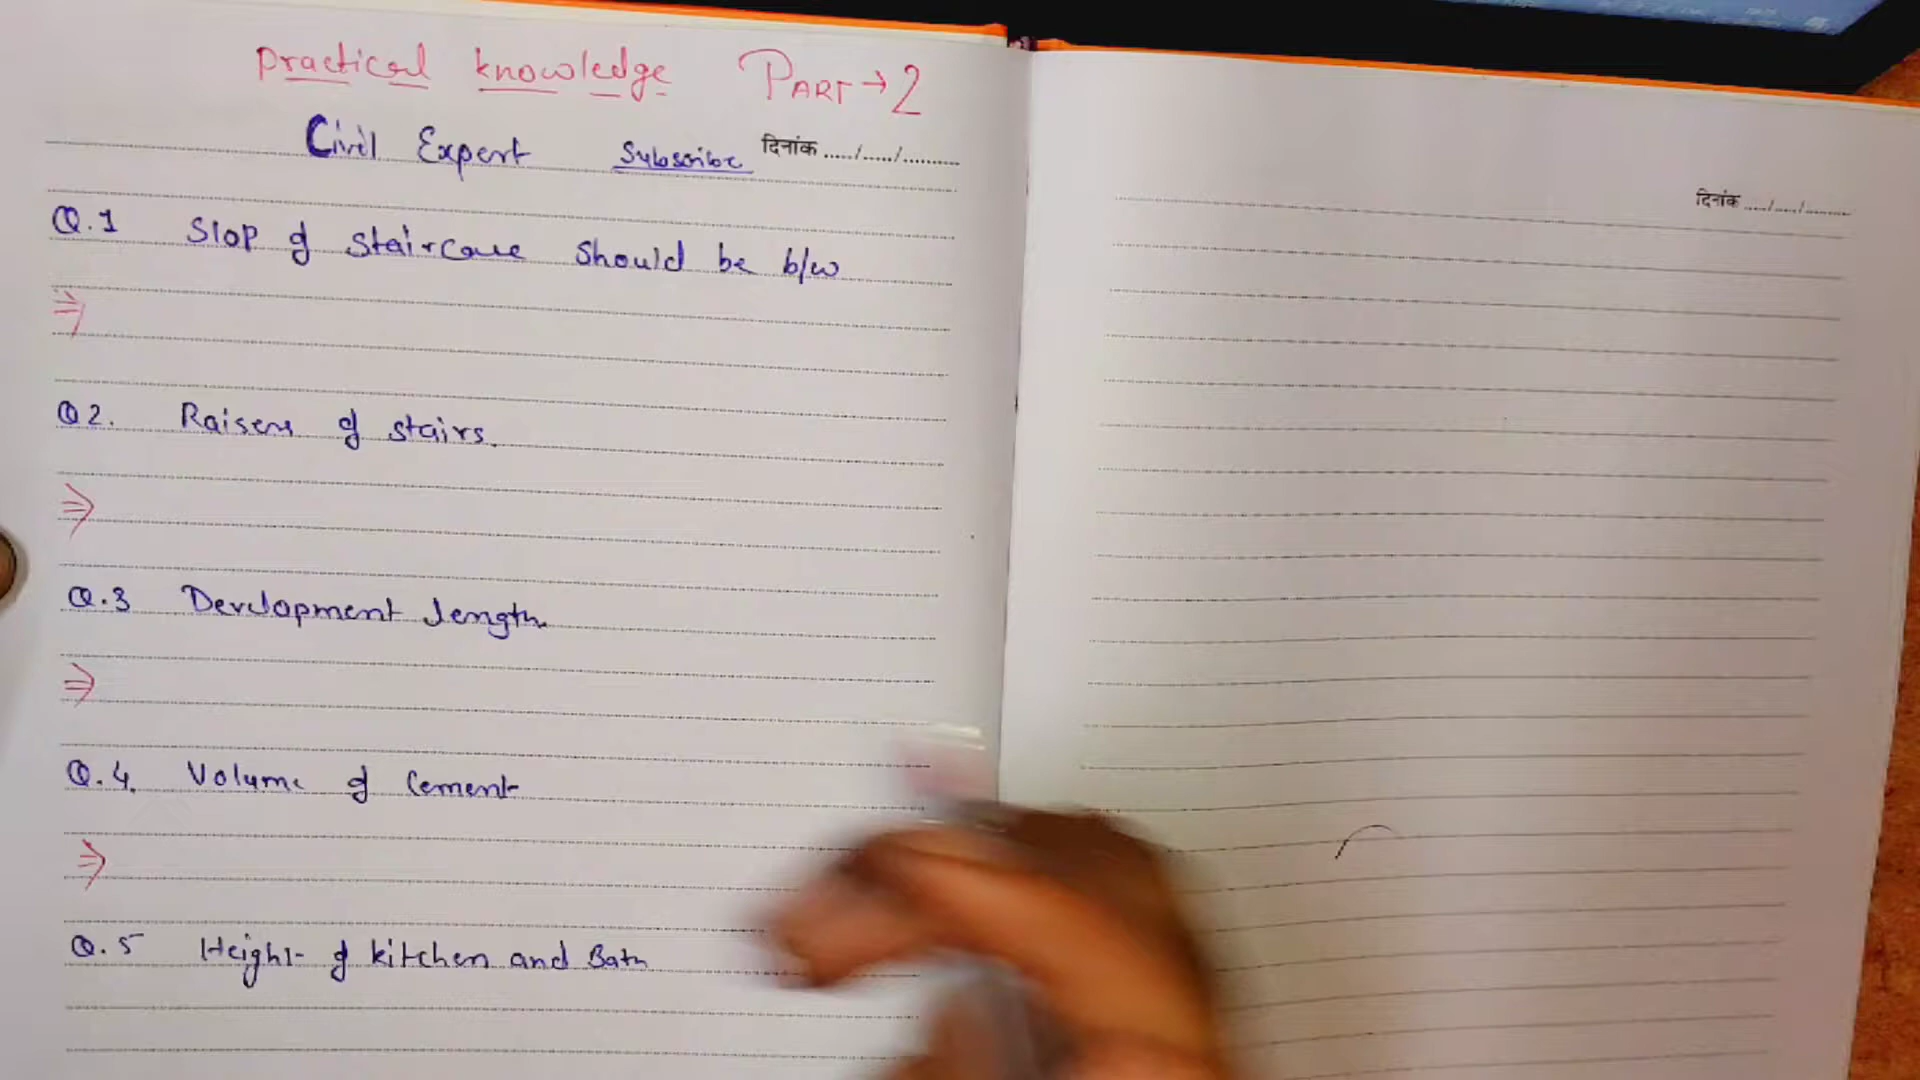 Practical knowledge PART → 2
Civil Expert Subscribe दिनांक ...../...../..........
Q.1 Slop of staircase should be b/w
⇒
Q2. Raisers of stairs.
⇒
Q.3 Development length.
⇒
Q.4. Volume of Cement
⇒
Q.5 Height of kitchen and Bath
दिनांक ...../...../..........